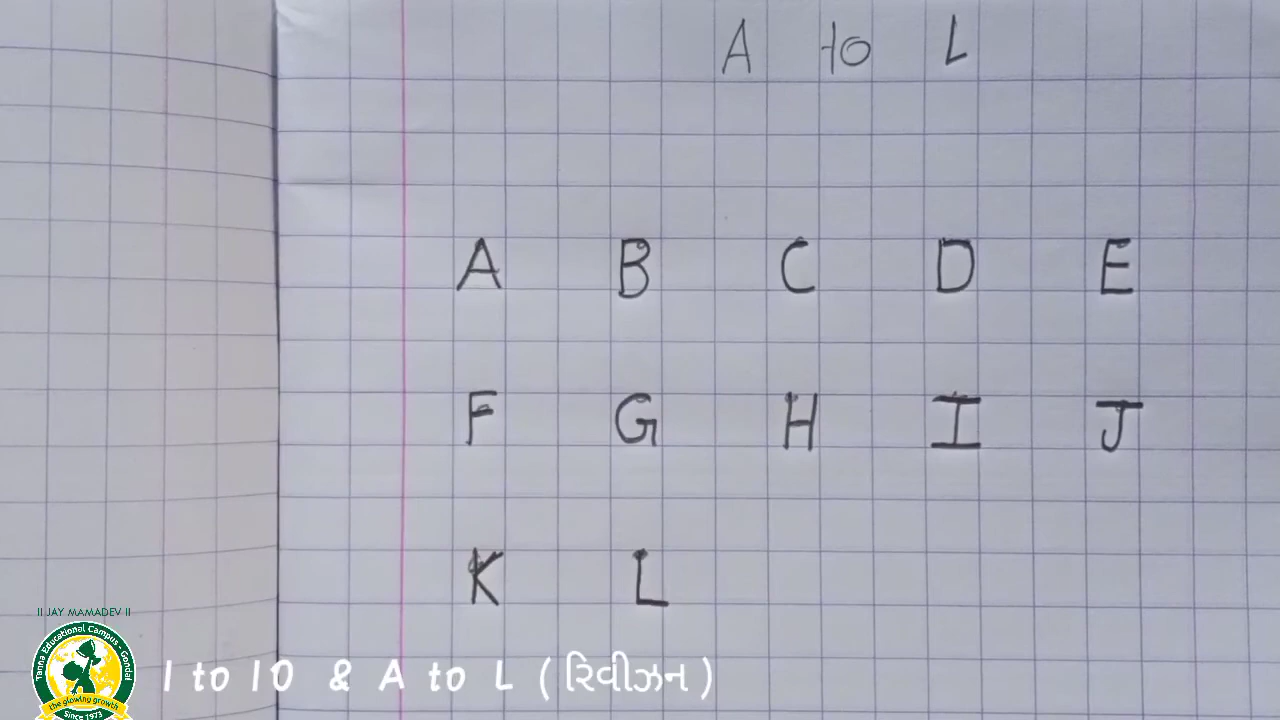 A to L
A B C D E
F G H I J
K L
II JAY MAMADEV II
Tanna Educational Campus - Gondal
the glowing growth
Since 1973
1 to 10 & A to L (રિવીઝન)